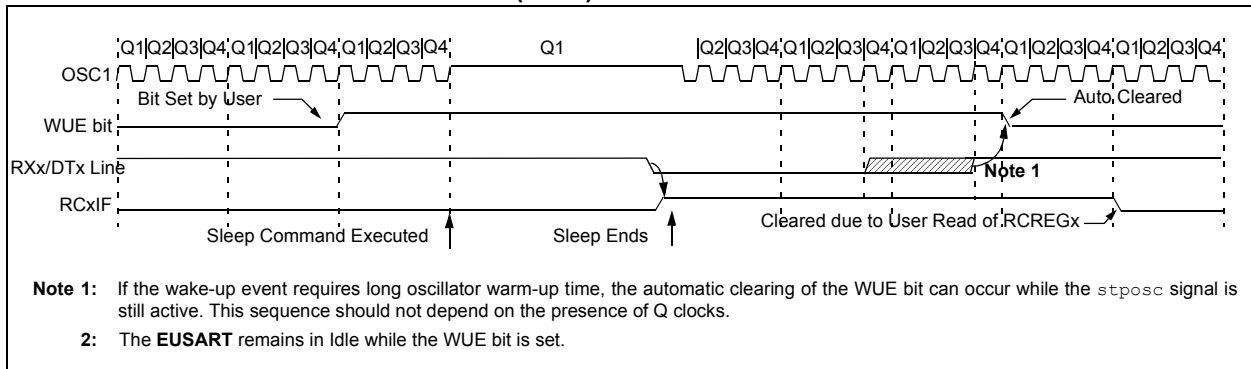 Q1 Q2 Q3 Q4 Q1 Q2 Q3 Q4 Q1 Q2 Q3 Q4 Q1 Q2 Q3 Q4 Q1 Q2 Q3 Q4 Q1 Q2 Q3 Q4 Q1 Q2 Q3 Q4 Q1 Q2 Q3 Q4
OSC1
Bit Set by User
Auto Cleared
WUE bit
RXx/DTx Line
Note 1
RCxIF
Cleared due to User Read of RCREGx
Sleep Command Executed
Sleep Ends
Note 1: If the wake-up event requires long oscillator warm-up time, the automatic clearing of the WUE bit can occur while the stposc signal is
still active. This sequence should not depend on the presence of Q clocks.
2: The EUSART remains in Idle while the WUE bit is set.